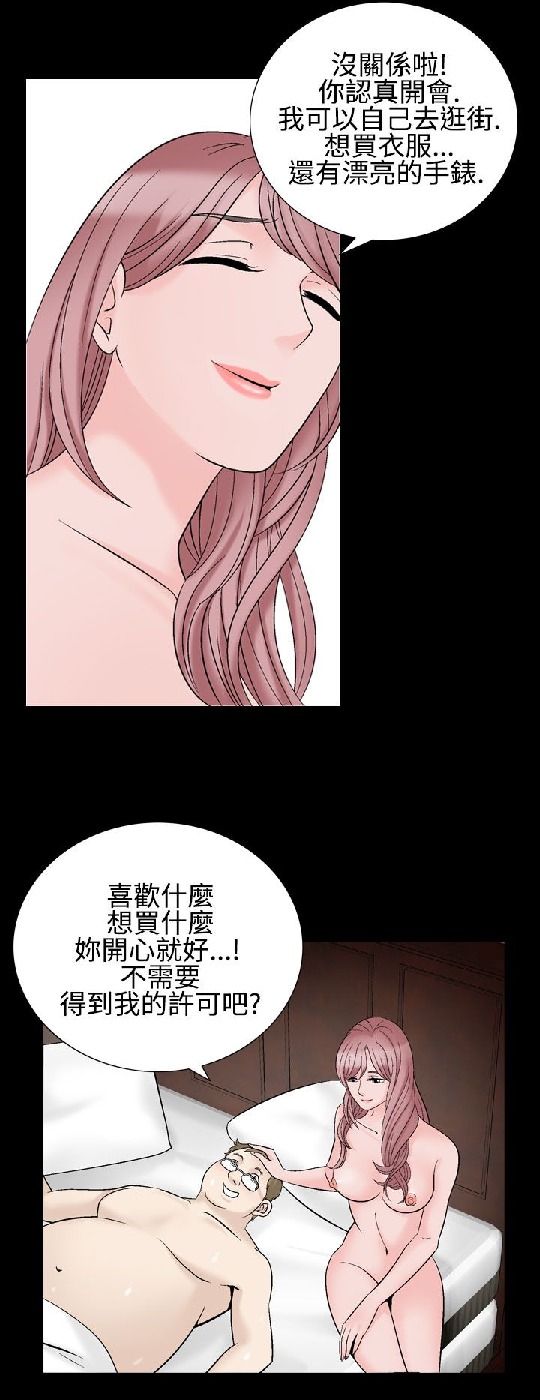 沒關係啦!
你認真開會.
我可以自己去逛街.
想買衣服...
還有漂亮的手錶.
喜歡什麼
想買什麼
妳開心就好...!
不需要
得到我的許可吧?